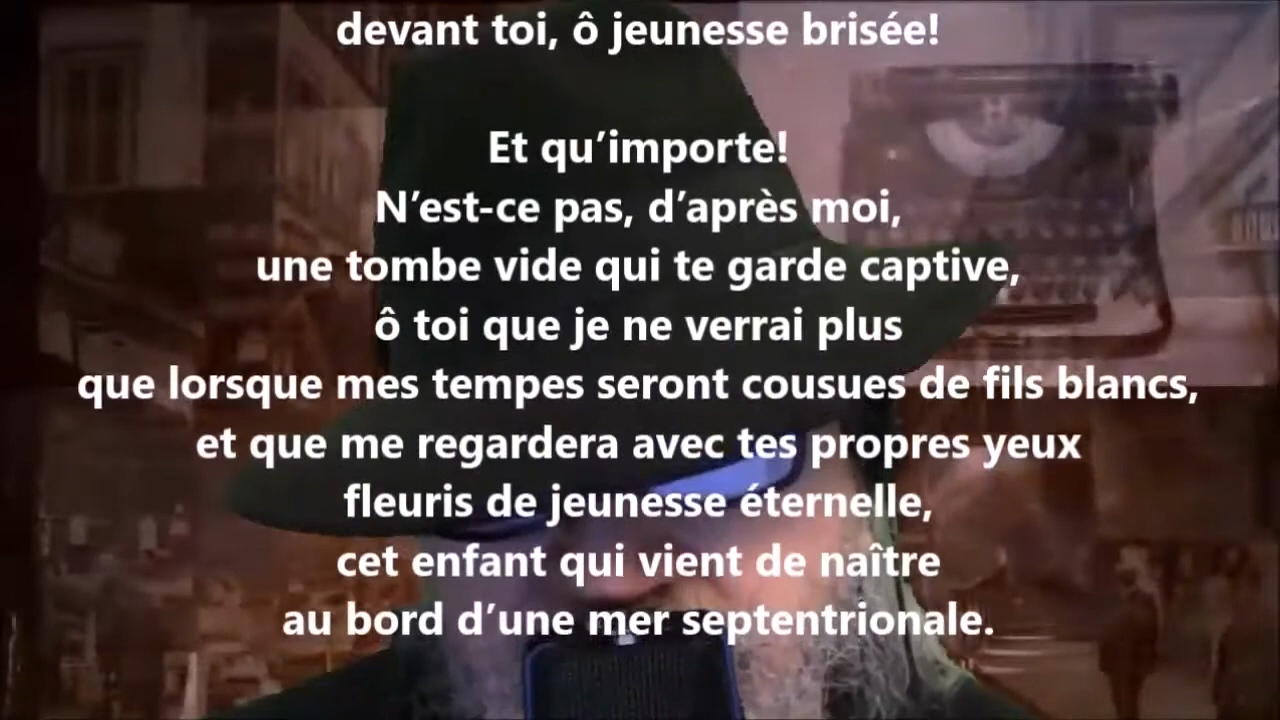 devant toi, ô jeunesse brisée!
Et qu’importe!
N’est-ce pas, d’après moi,
une tombe vide qui te garde captive,
ô toi que je ne verrai plus
que lorsque mes tempes seront cousues de fils blancs,
et que me regardera avec tes propres yeux
fleuris de jeunesse éternelle,
cet enfant qui vient de naître
au bord d’une mer septentrionale.